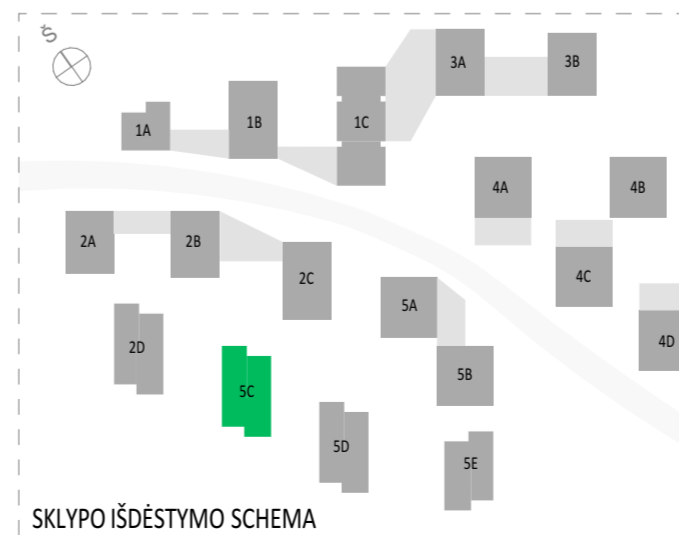 Š
3A
3B
1A
1B
1C
4A
4B
2A
2B
2C
4C
5A
2D
4D
5B
5C
5D
5E
SKLYPO IŠDĖSTYMO SCHEMA